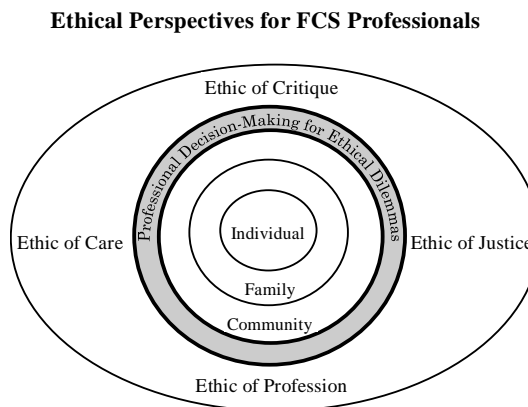 Ethical Perspectives for FCS Professionals
Ethic of Critique
Professional Decision-Making for Ethical Dilemmas
Ethic of Care
Individual
Ethic of Justice
Family
Community
Ethic of Profession